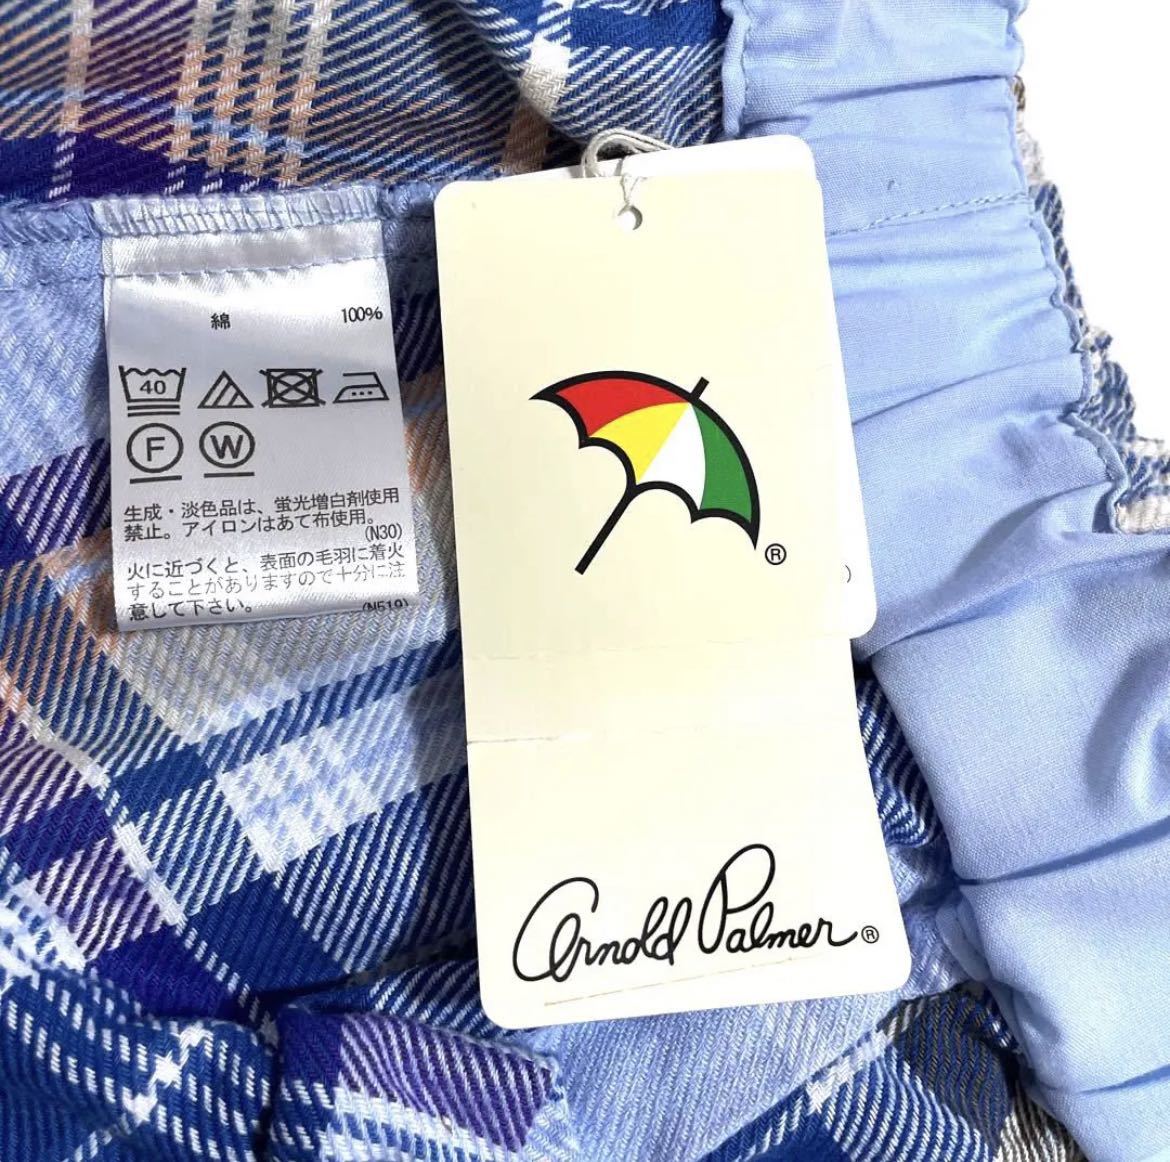 綿 100%
40
F W
生成・淡色品は、蛍光増白剤使用
禁止。アイロンはあて布使用。
(N30)
火に近づくと、表面の毛羽に着火
することがありますので十分に注
意して下さい。 (N519)
®
Arnold Palmer®